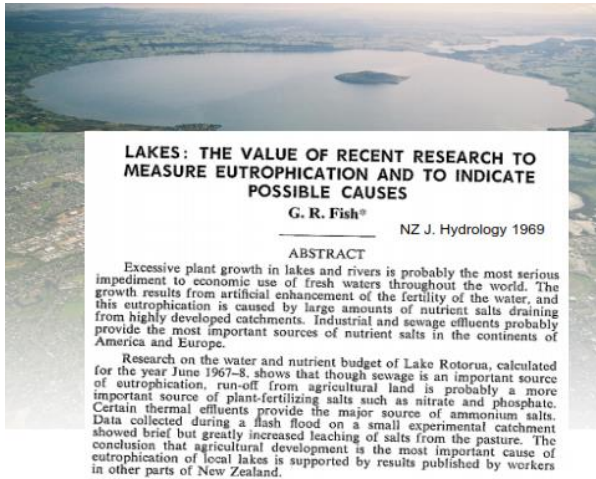 LAKES: THE VALUE OF RECENT RESEARCH TO
MEASURE EUTROPHICATION AND TO INDICATE
POSSIBLE CAUSES
G. R. Fish*
NZ J. Hydrology 1969
ABSTRACT
Excessive plant growth in lakes and rivers is probably the most serious
impediment to economic use of fresh waters throughout the world. The
growth results from artificial enhancement of the fertility of the water, and
this eutrophication is caused by large amounts of nutrient salts draining
from highly developed catchments. Industrial and sewage effluents probably
provide the most important sources of nutrient salts in the continents of
America and Europe.
Research on the water and nutrient budget of Lake Rotorua, calculated
for the year June 1967-8, shows that though sewage is an important source
of eutrophication, run-off from agricultural land is probably a more
important source of plant-fertilizing salts such as nitrate and phosphate.
Certain thermal effluents provide the major source of ammonium salts.
Data collected during a flash flood on a small experimental catchment
showed brief but greatly increased leaching of salts from the pasture. The
conclusion that agricultural development is the most important cause of
eutrophication of local lakes is supported by results published by workers
in other parts of New Zealand.